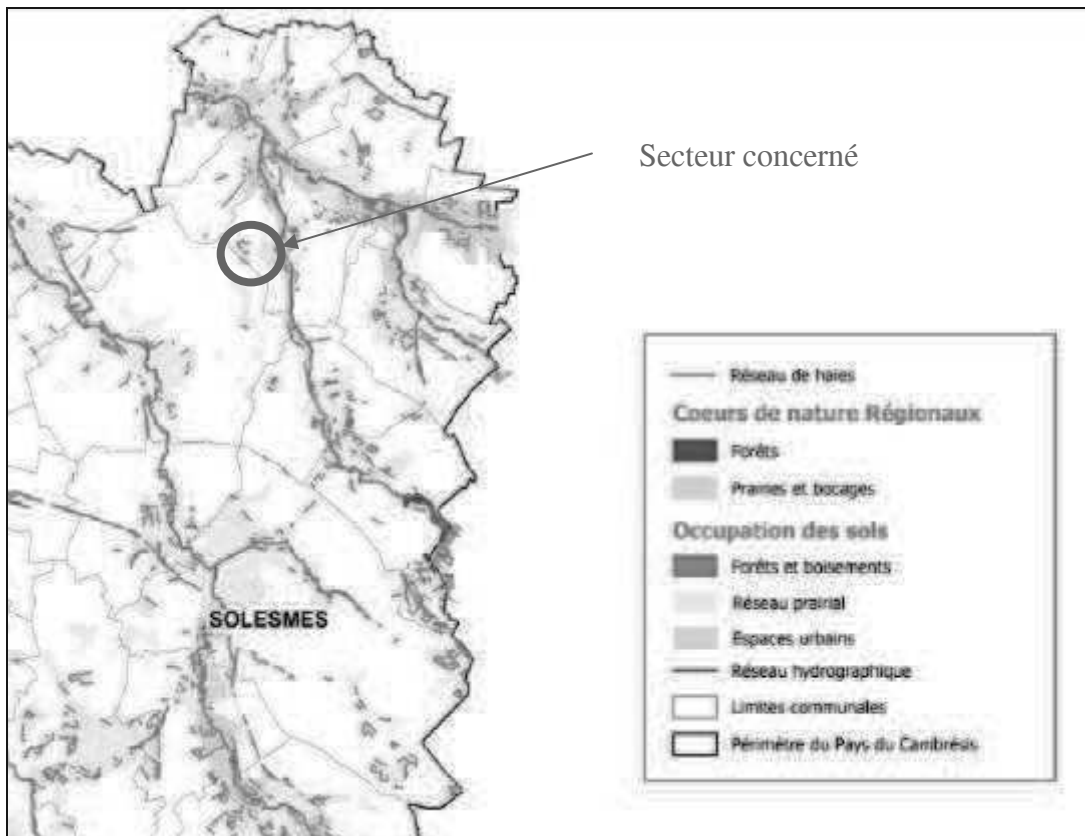 Secteur concerné
SOLESMES
Réseau de haies
Coeurs de nature Régionaux
Forêts
Prairies et bocages
Occupation des sols
Forêts et boisements
Réseau prairial
Espaces urbains
Réseau hydrographique
Limites communales
Périmètre du Pays du Cambrésis